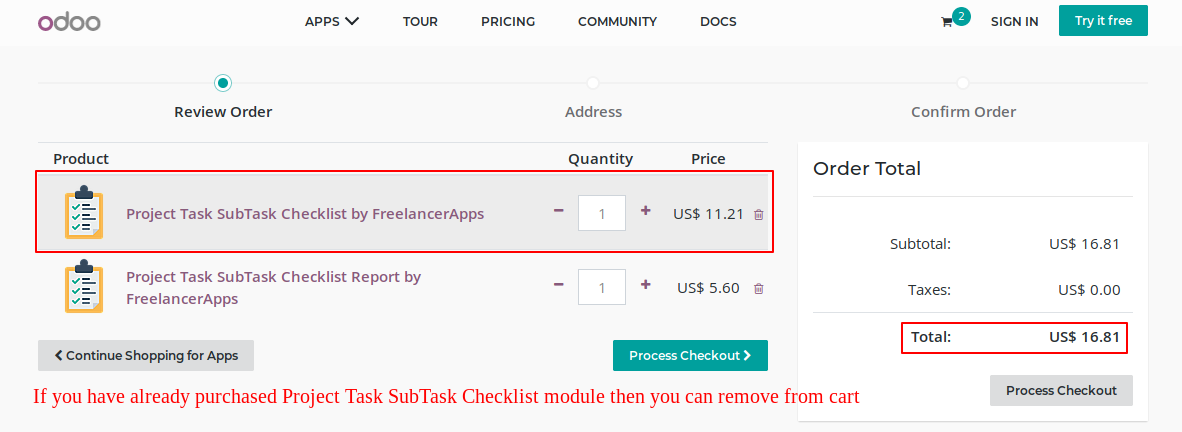 odoo
APPS TOUR PRICING COMMUNITY DOCS 2 SIGN IN Try it free
Review Order Address Confirm Order
Product Quantity Price
Project Task SubTask Checklist by FreelancerApps - 1 + US$ 11.21
Project Task SubTask Checklist Report by
FreelancerApps - 1 + US$ 5.60
Continue Shopping for Apps Process Checkout
Order Total
Subtotal: US$ 16.81
Taxes: US$ 0.00
Total: US$ 16.81
Process Checkout
If you have already purchased Project Task SubTask Checklist module then you can remove from cart